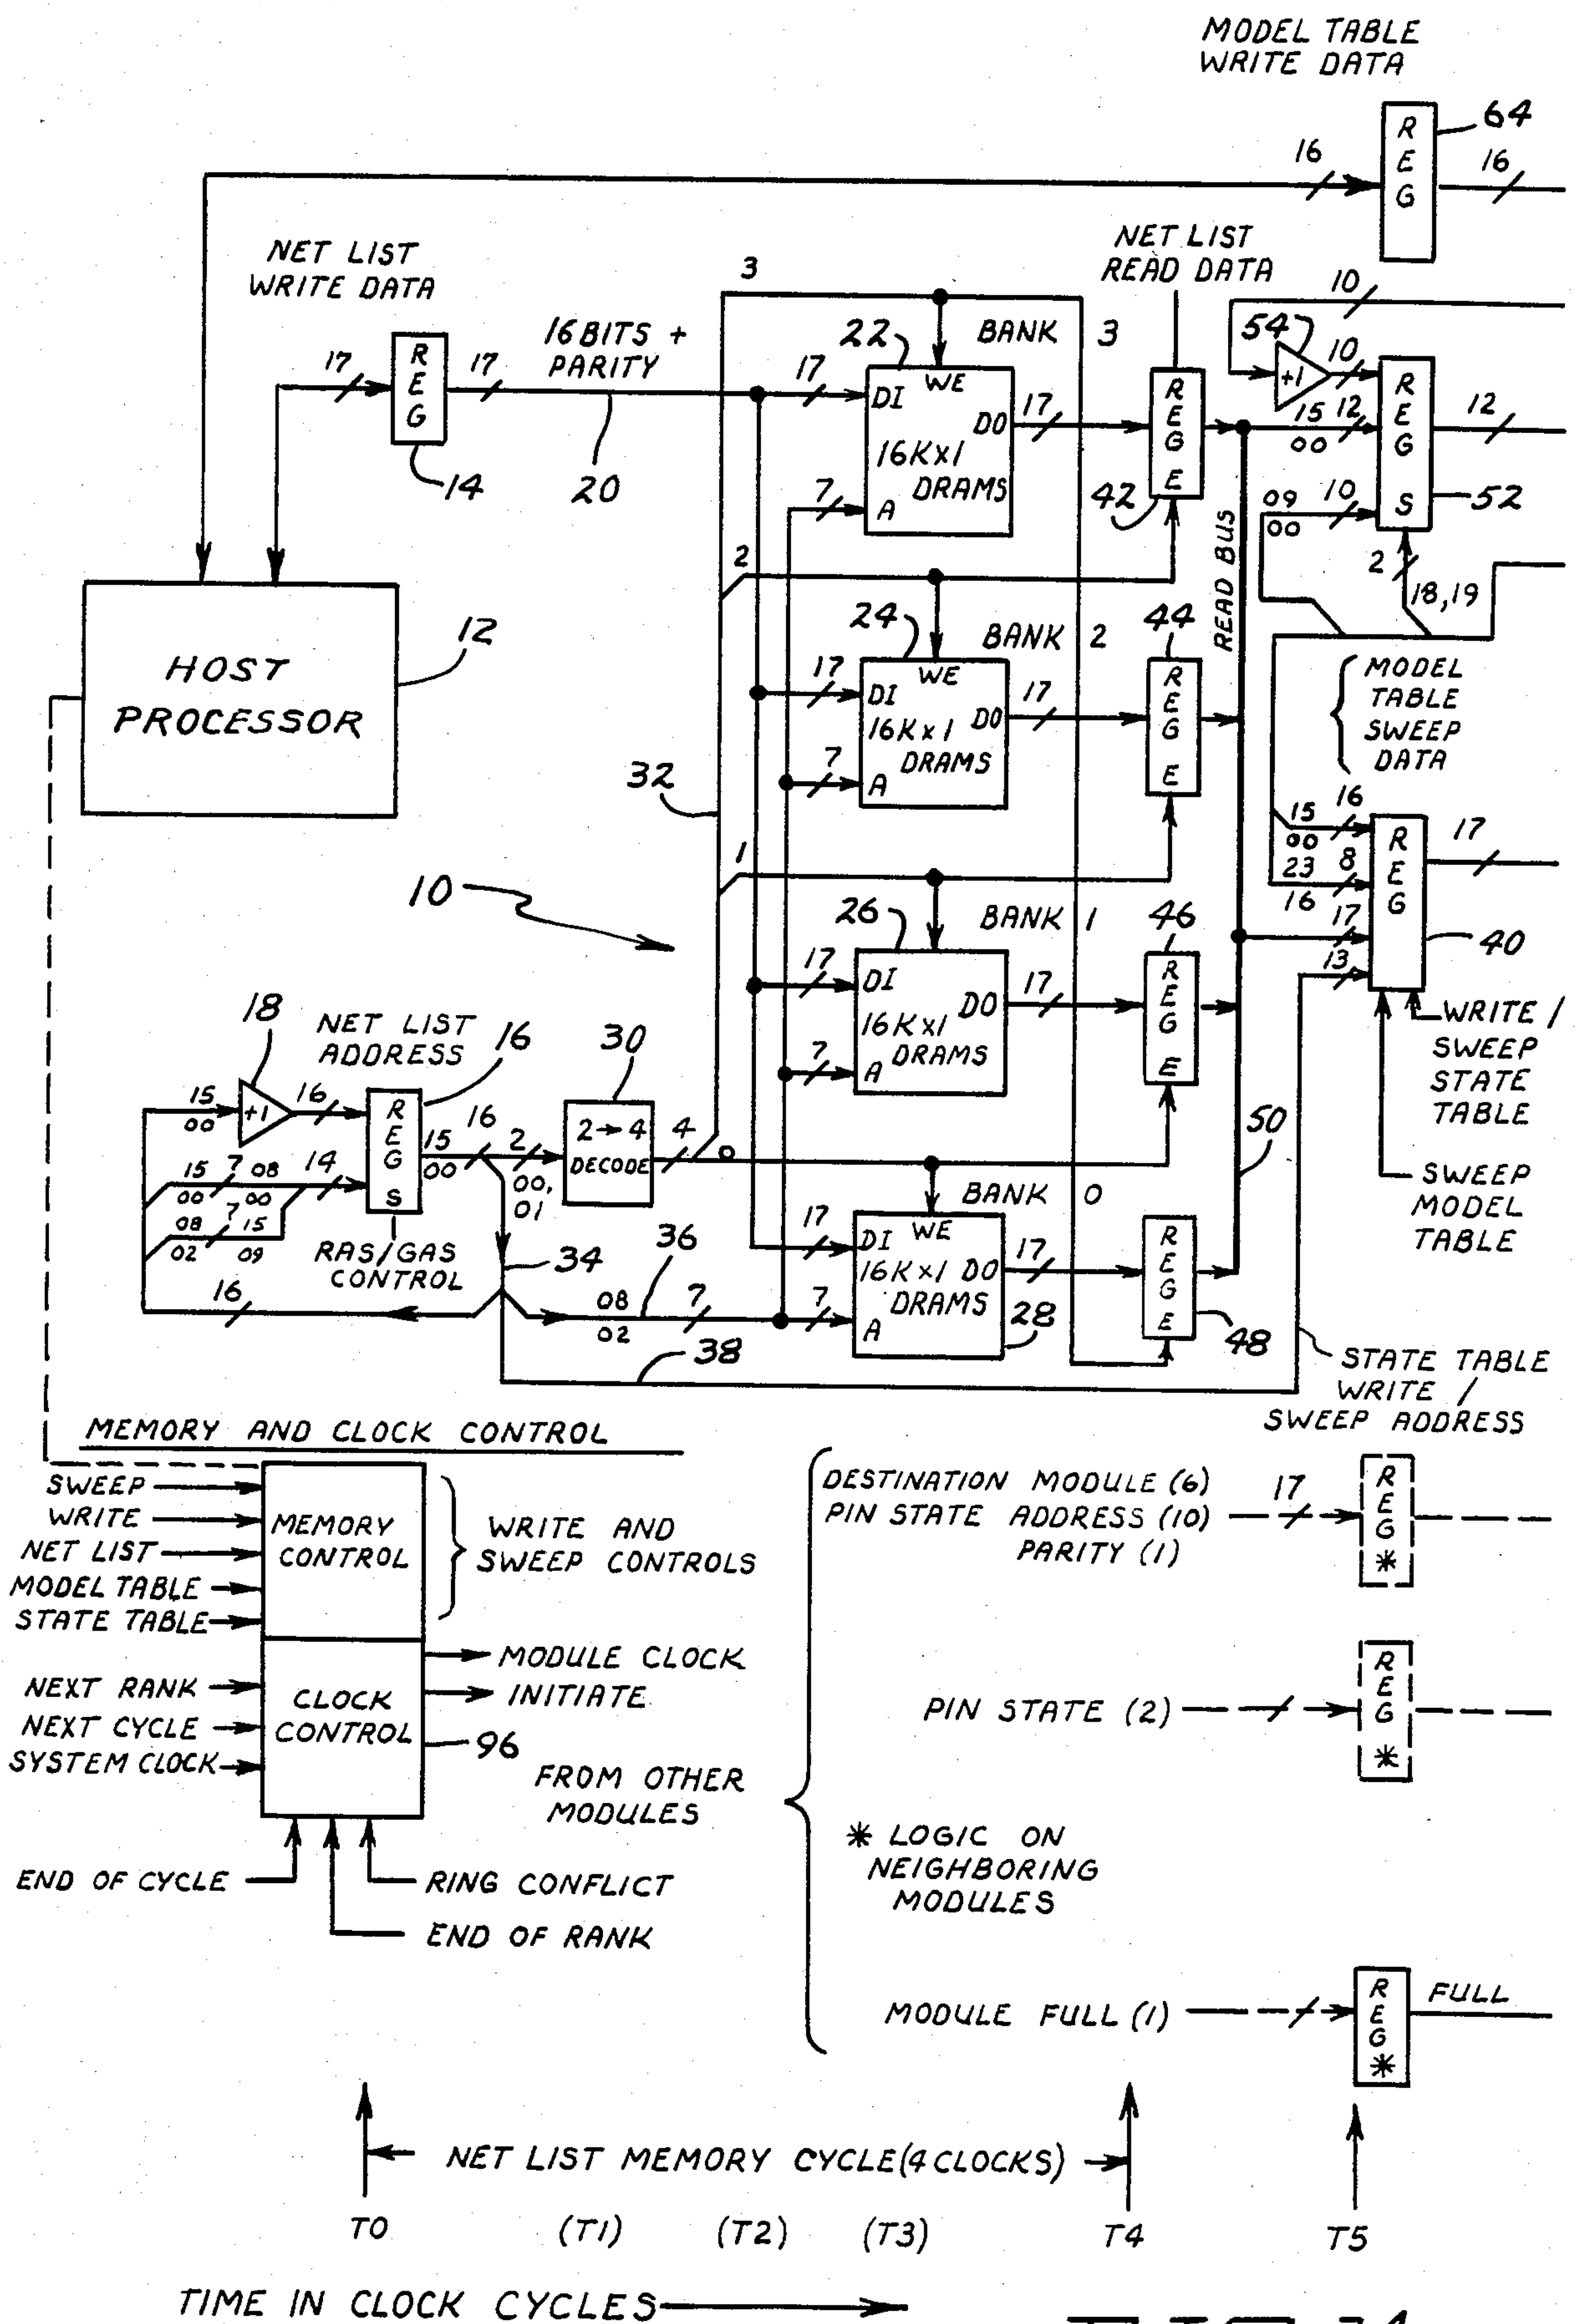 MODEL TABLE
WRITE DATA
R E G
64
16
16
NET LIST
WRITE DATA
17
R E G
17
14
16 BITS +
PARITY
20
3
22
BANK 3
17
DI
WE
DO
17
16K×1
DRAMS
7
A
NET LIST
READ DATA
R E G E
42
10
54
+1
10
15 12
00
09 10
00
R E G S
12
52
2
18,19
READ BUS
HOST
PROCESSOR
12
2
24
BANK 2
17
DI
WE
DO
17
16K×1
DRAMS
7
A
44
R E G E
MODEL
TABLE
SWEEP
DATA
32
15 16
00
23 8
16
17
13
R E G
17
40
10
1
26
BANK 1
17
DI
DO
17
16K×1
DRAMS
7
A
46
R E G E
WRITE /
SWEEP
STATE
TABLE
SWEEP
MODEL
TABLE
18
NET LIST
ADDRESS
16
30
15
00
+1
16
R E G S
15 16
00
2
00,
01
2→4
DECODE
4
0
15 7 08
00 00
14
08 7 15
02 09
RAS/GAS
CONTROL
34
36
16
08 7
02
38
BANK 0
17
DI
WE
DO
17
16K×1
DRAMS
7
A
28
R E G E
48
50
STATE TABLE
WRITE /
SWEEP ADDRESS
MEMORY AND CLOCK CONTROL
SWEEP
WRITE
NET LIST
MODEL TABLE
STATE TABLE
MEMORY
CONTROL
WRITE AND
SWEEP CONTROLS
NEXT RANK
NEXT CYCLE
SYSTEM CLOCK
CLOCK
CONTROL
MODULE CLOCK
INITIATE
96
END OF CYCLE
RING CONFLICT
END OF RANK
FROM OTHER
MODULES
DESTINATION MODULE (6)
PIN STATE ADDRESS (10)
PARITY (1)
17
R E G *
PIN STATE (2)
R E G *
* LOGIC ON
NEIGHBORING
MODULES
MODULE FULL (1)
R E G *
FULL
NET LIST MEMORY CYCLE (4 CLOCKS)
T0 (T1) (T2) (T3) T4 T5
TIME IN CLOCK CYCLES